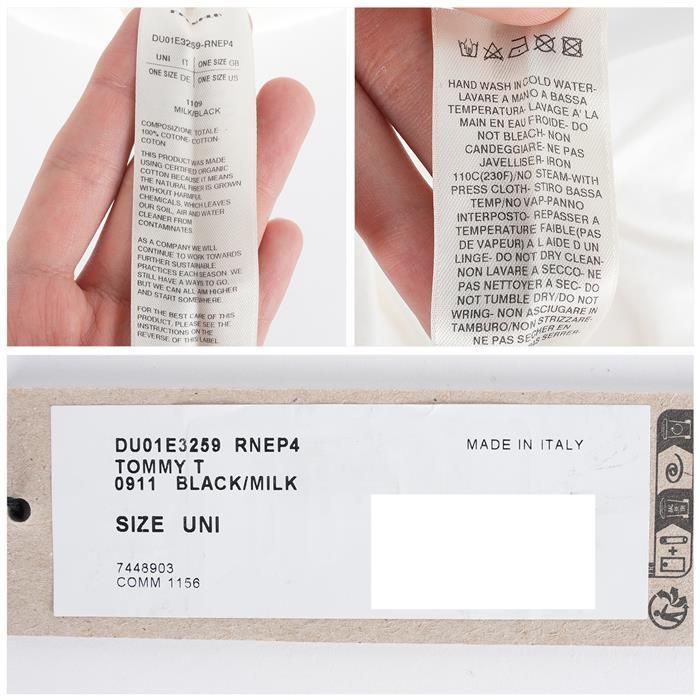 DU01E3259-RNEP4
UNI IT ONE SIZE GB
ONE SIZE DE ONE SIZE US
1109
MILK/BLACK
COMPOSIZIONE TOTALE-
100% COTONE-COTTON-
COTON
THIS PRODUCT WAS MADE
USING CERTIFIED ORGANIC
COTTON BECAUSE IT MEANS
THE NATURAL FIBER IS GROWN
WITHOUT HARMFUL
CHEMICALS, WHICH LEAVES
OUR SOIL, AIR AND WATER
CLEANER FROM
CONTAMINATES.
AS A COMPANY WE WILL
CONTINUE TO WORK TOWARDS
FURTHER SUSTAINABLE
PRACTICES EACH SEASON. WE
STILL HAVE A WAYS TO GO,
BUT WE CAN ALL AIM HIGHER
AND START SOMEWHERE.
FOR THE BEST CARE OF THIS
PRODUCT, PLEASE SEE THE
INSTRUCTIONS ON THE
REVERSE OF THIS LABEL
HAND WASH IN COLD WATER-
LAVARE A MANO A BASSA
TEMPERATURA- LAVAGE A' LA
MAIN EN EAU FROIDE- DO
NOT BLEACH- NON
CANDEGGIARE- NE PAS
JAVELLISER- IRON
110C(230F)/NO STEAM-WITH
PRESS CLOTH- STIRO BASSA
TEMP/NO VAP-PANNO
INTERPOSTO- REPASSER A
TEMPERATURE FAIBLE(PAS
DE VAPEUR) A L AIDE D UN
LINGE- DO NOT DRY CLEAN-
NON LAVARE A SECCO- NE
PAS NETTOYER A SEC- DO
NOT TUMBLE DRY/DO NOT
WRING- NON ASCIUGARE IN
TAMBURO/NON STRIZZARE-
NE PAS SECHER EN
PAS SERRER-
DU01E3259 RNEP4
MADE IN ITALY
TOMMY T
0911 BLACK/MILK
SIZE UNI
7448903
COMM 1156